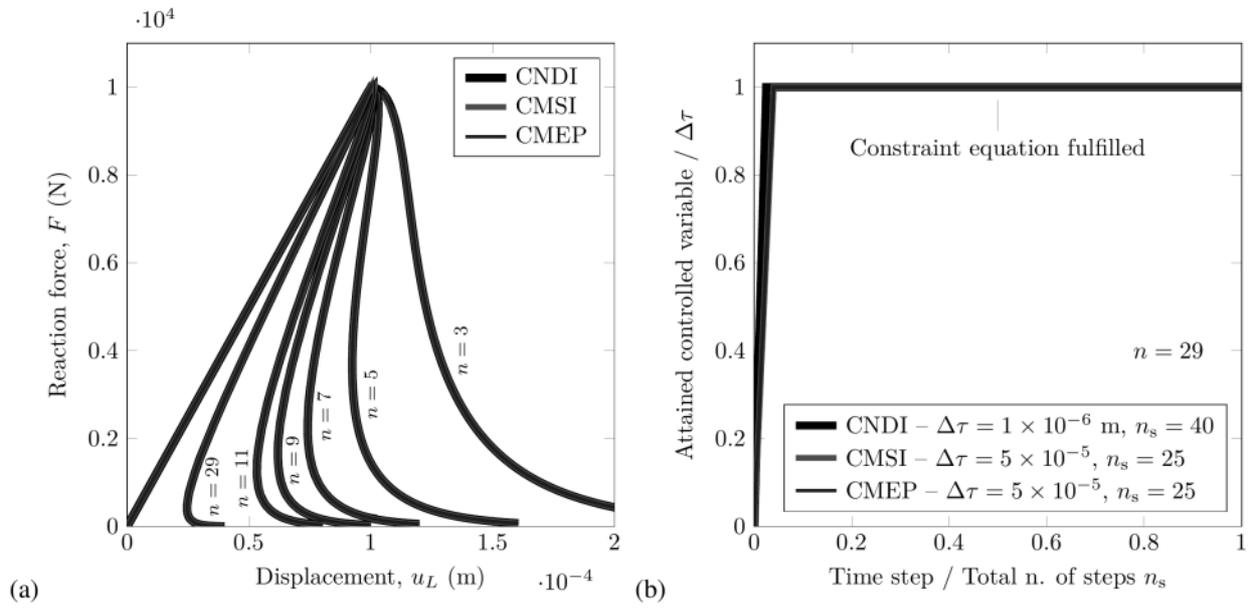 ·10⁴
1
0.8
0.6
0.4
0.2
0
Reaction force, F (N)
CNDI
CMSI
CMEP
n = 3
n = 5
n = 7
n = 9
n = 11
n = 29
0
0.5
1
1.5
2
Displacement, u_L (m)
·10⁻⁴
(a)
1
0.8
0.6
0.4
0.2
0
Attained controlled variable / Δτ
Constraint equation fulfilled
n = 29
CNDI – Δτ = 1 × 10⁻⁶ m, nₛ = 40
CMSI – Δτ = 5 × 10⁻⁵, nₛ = 25
CMEP – Δτ = 5 × 10⁻⁵, nₛ = 25
0
0.2
0.4
0.6
0.8
1
Time step / Total n. of steps nₛ
(b)